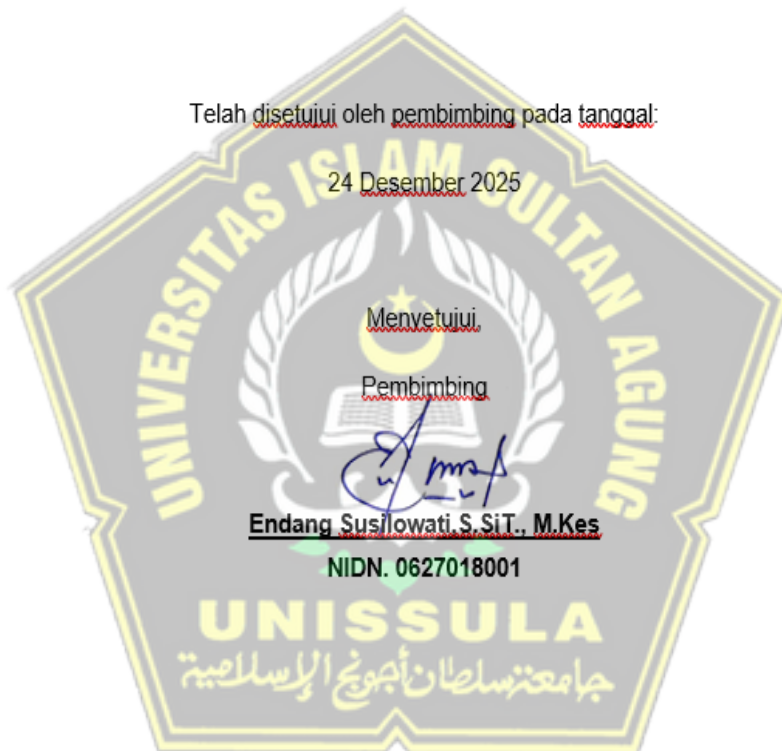 Telah disetujui oleh pembimbing pada tanggal:
UNIVERSITAS ISLAM SULTAN AGUNG
24 Desember 2025
Menyetujui,
Pembimbing
Endang Susilowati.S.SiT., M.Kes
NIDN. 0627018001
UNISSULA
جامعة سلطان أجونج الإسلامية